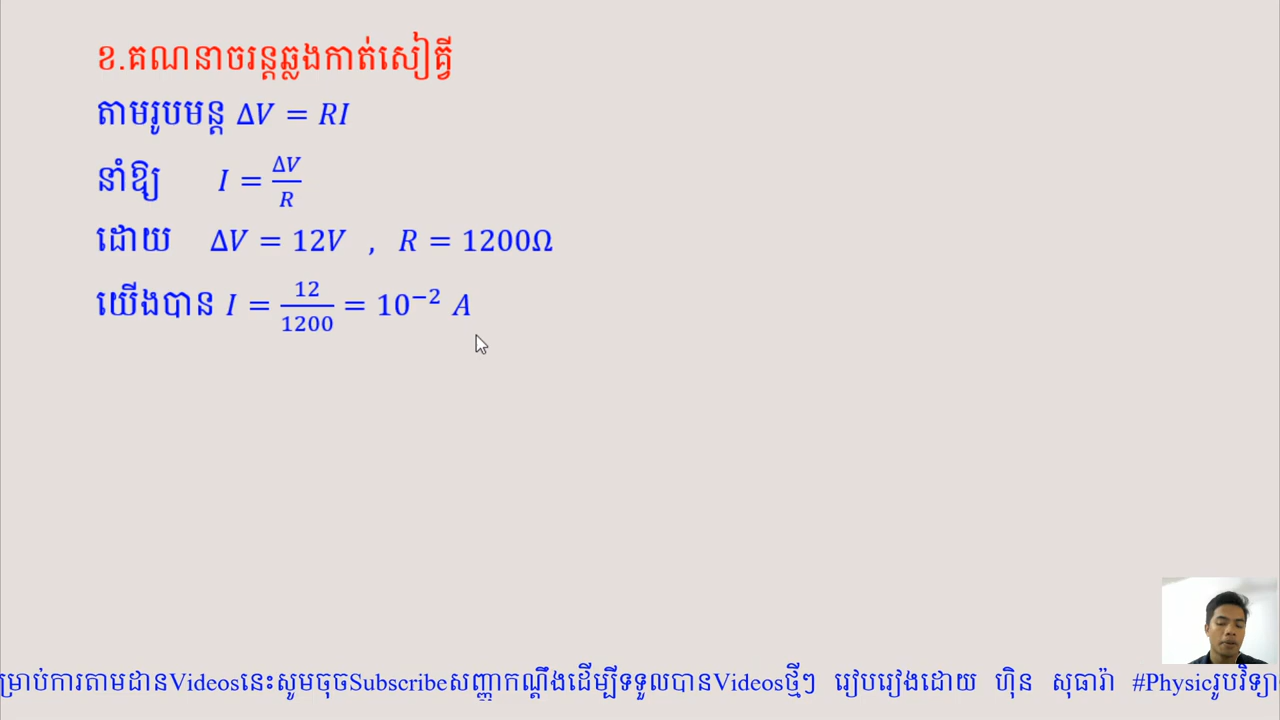 ខ.គណនាចរន្តឆ្លងកាត់សៀគ្វី
តាមរូបមន្ត ΔV = RI
នាំឱ្យ I = ΔV/R
ដោយ ΔV = 12V , R = 1200Ω
យើងបាន I = 12/1200 = 10⁻² A
ម្រាប់ការតាមដានVideosនេះសូមចុចSubscribeសញ្ញាកណ្ដឹងដើម្បីទទួលបានVideosថ្មីៗ រៀបរៀងដោយ ហ៊ិន សុធារ៉ា #Physicរូបវិទ្យា